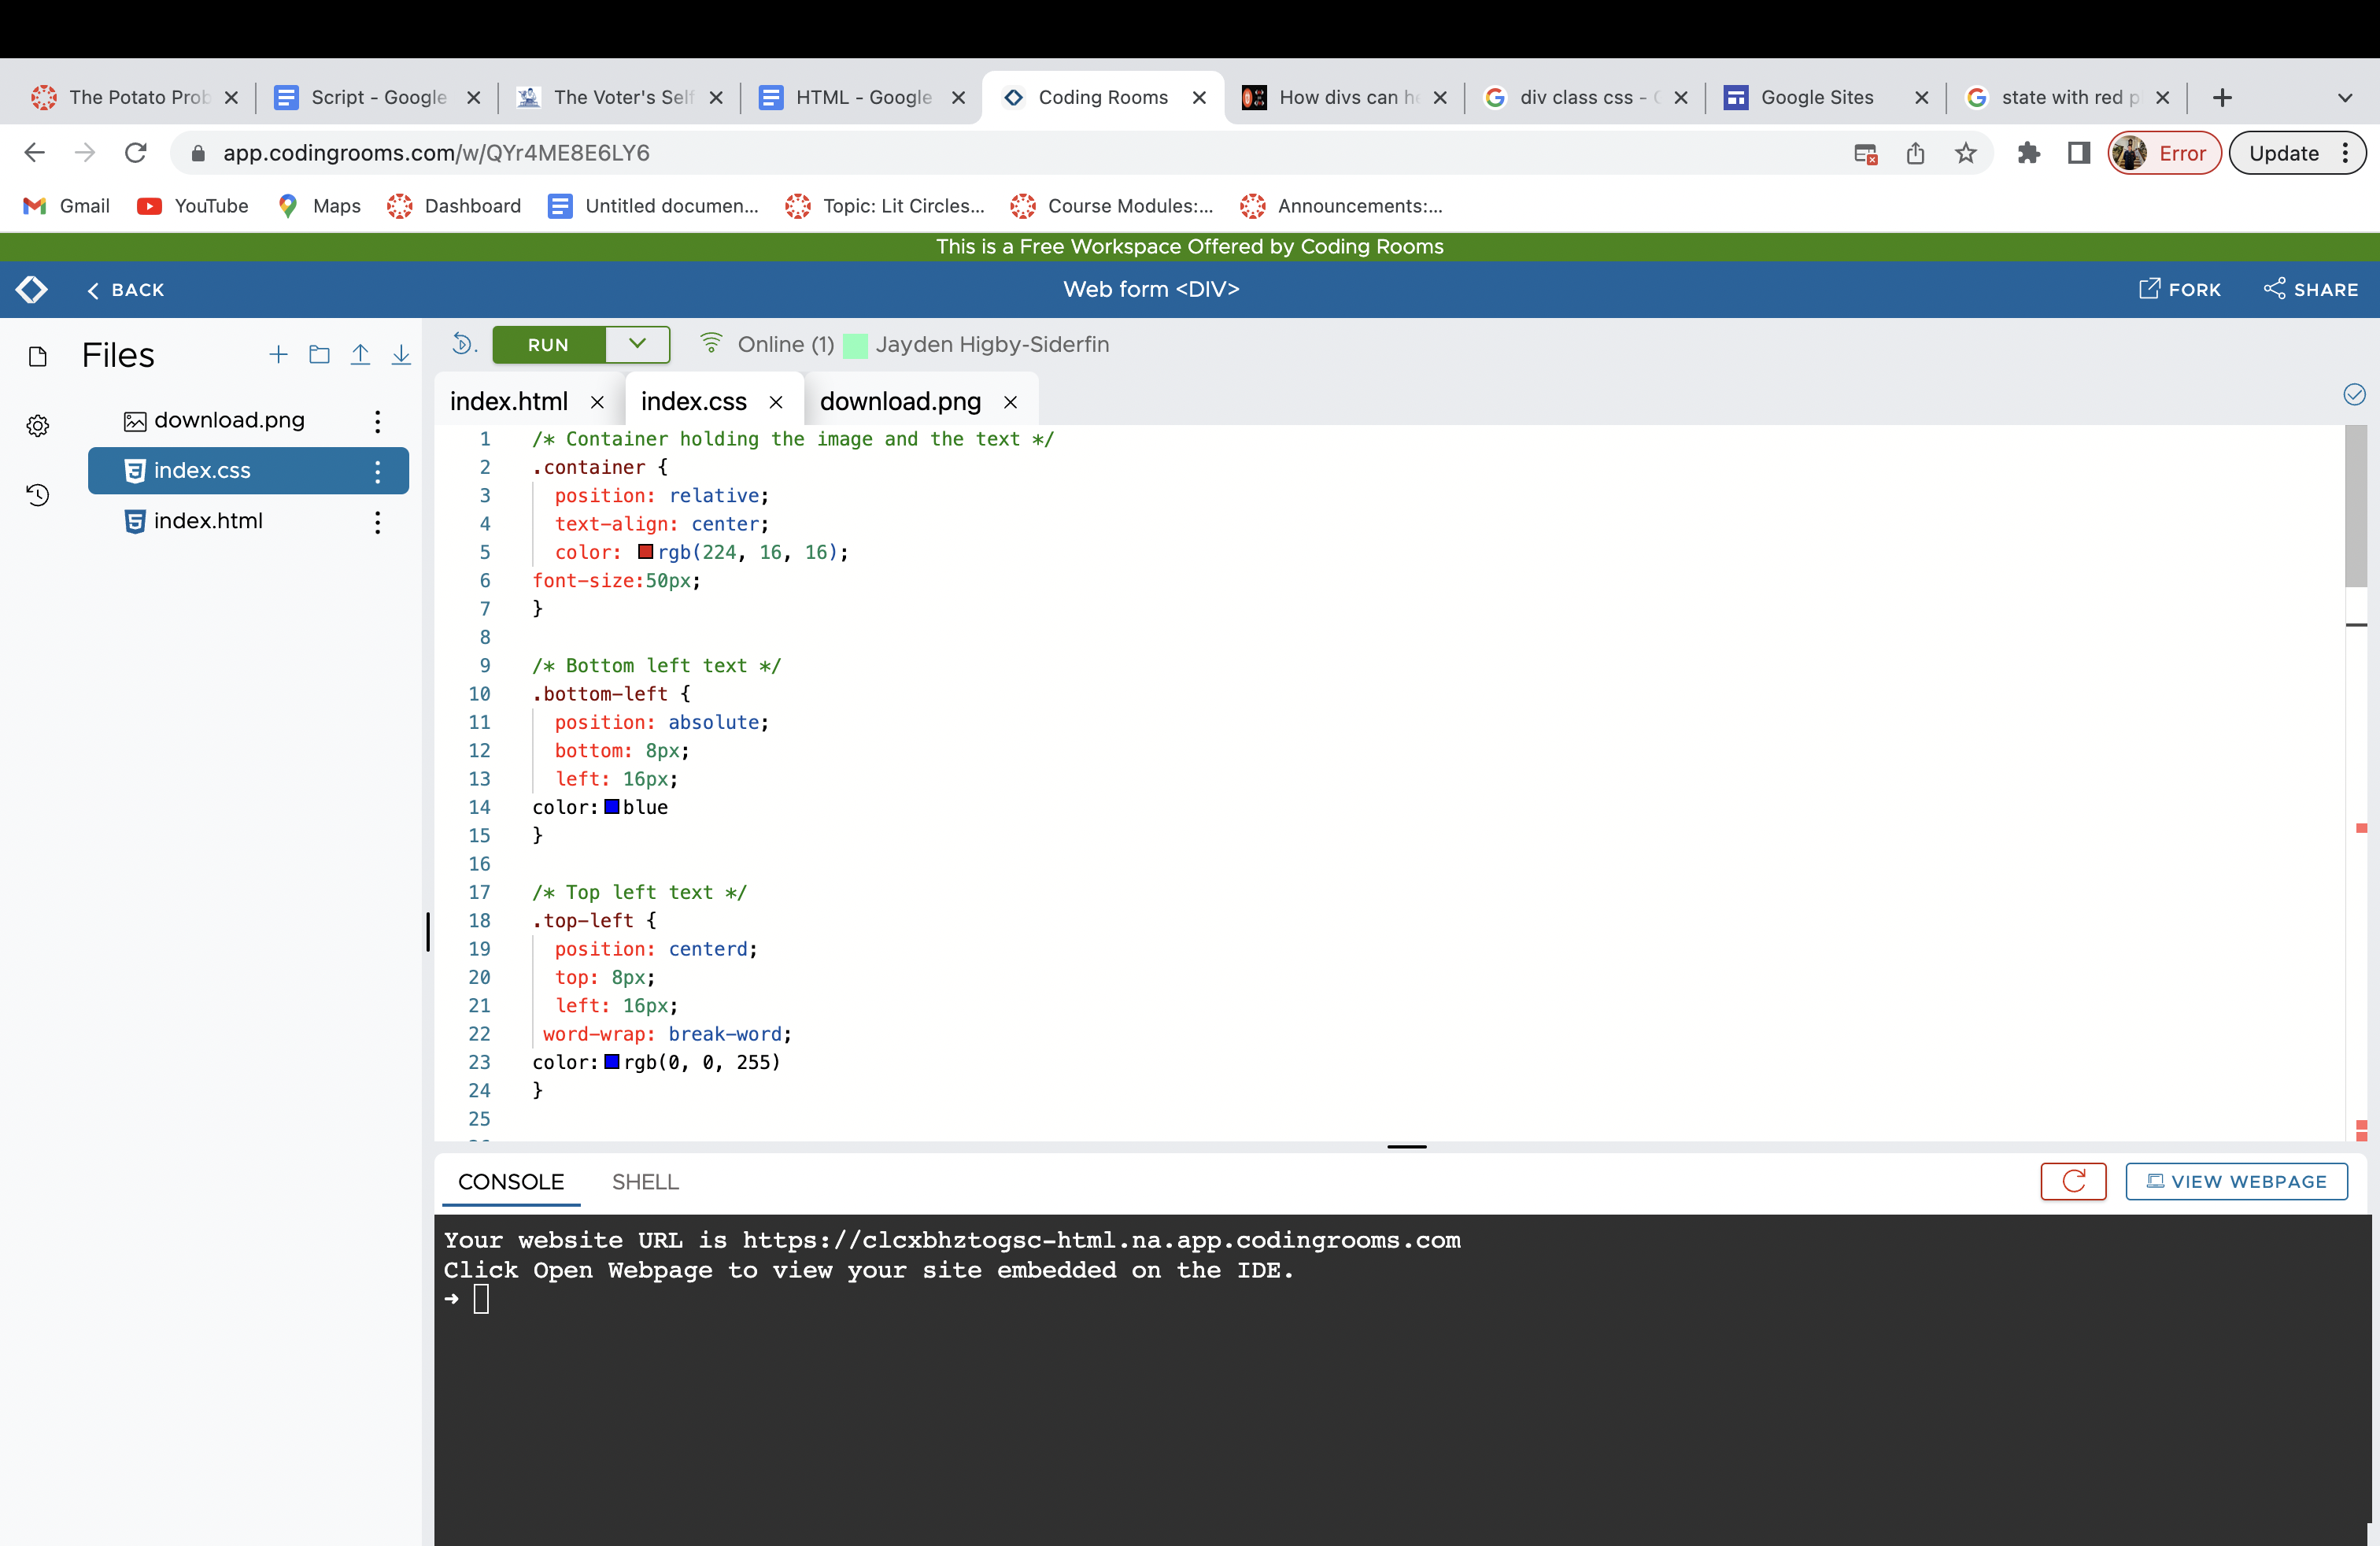 The Potato Prob
Script - Google
The Voter's Self
HTML - Google
Coding Rooms
How divs can he
div class css - G
Google Sites
state with red p
app.codingrooms.com/w/QYr4ME8E6LY6
Error
Update
Gmail
YouTube
Maps
Dashboard
Untitled documen...
Topic: Lit Circles...
Course Modules:...
Announcements:...
This is a Free Workspace Offered by Coding Rooms
BACK
Web form <DIV>
FORK
SHARE
Files
RUN
Online (1)
Jayden Higby-Siderfin
download.png
index.css
index.html
index.html
index.css
download.png
1 /* Container holding the image and the text */
2 .container {
3 position: relative;
4 text-align: center;
5 color: rgb(224, 16, 16);
6 font-size:50px;
7 }
8
9 /* Bottom left text */
10 .bottom-left {
11 position: absolute;
12 bottom: 8px;
13 left: 16px;
14 color:blue
15 }
16
17 /* Top left text */
18 .top-left {
19 position: centerd;
20 top: 8px;
21 left: 16px;
22 word-wrap: break-word;
23 color:rgb(0, 0, 255)
24 }
25
CONSOLE
SHELL
VIEW WEBPAGE
Your website URL is https://clcxbhztogsc-html.na.app.codingrooms.com
Click Open Webpage to view your site embedded on the IDE.
→